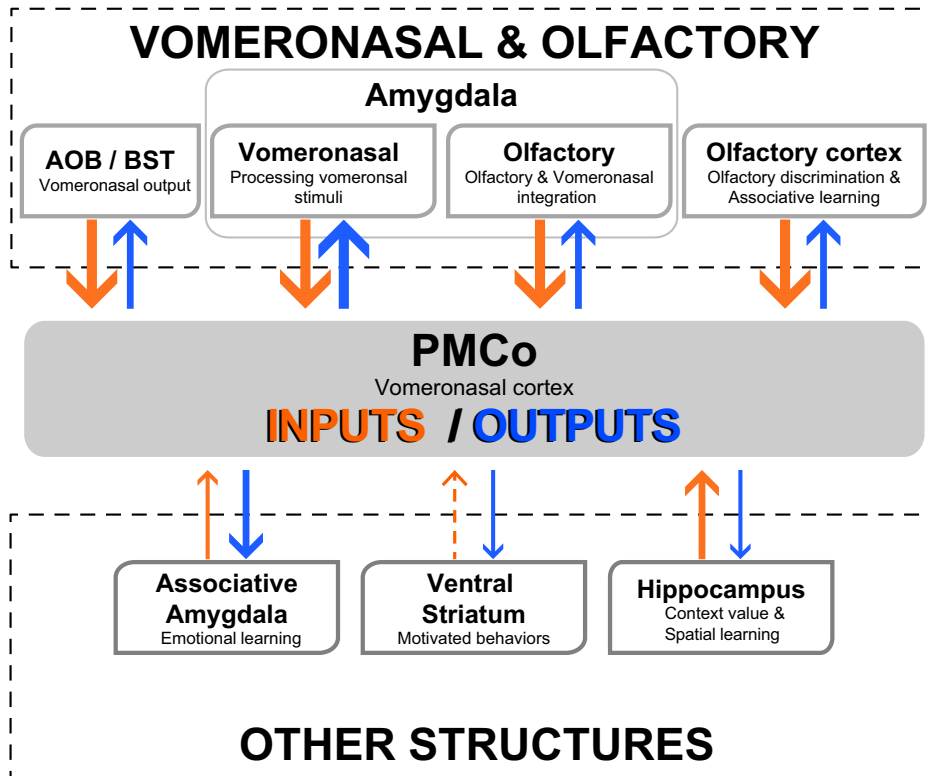 VOMERONASAL & OLFACTORY
Amygdala
AOB / BST
Vomeronasal output
Vomeronasal
Processing vomeronsal
stimuli
Olfactory
Olfactory & Vomeronasal
integration
Olfactory cortex
Olfactory discrimination &
Associative learning
PMCo
Vomeronasal cortex
INPUTS / OUTPUTS
Associative
Amygdala
Emotional learning
Ventral
Striatum
Motivated behaviors
Hippocampus
Context value &
Spatial learning
OTHER STRUCTURES